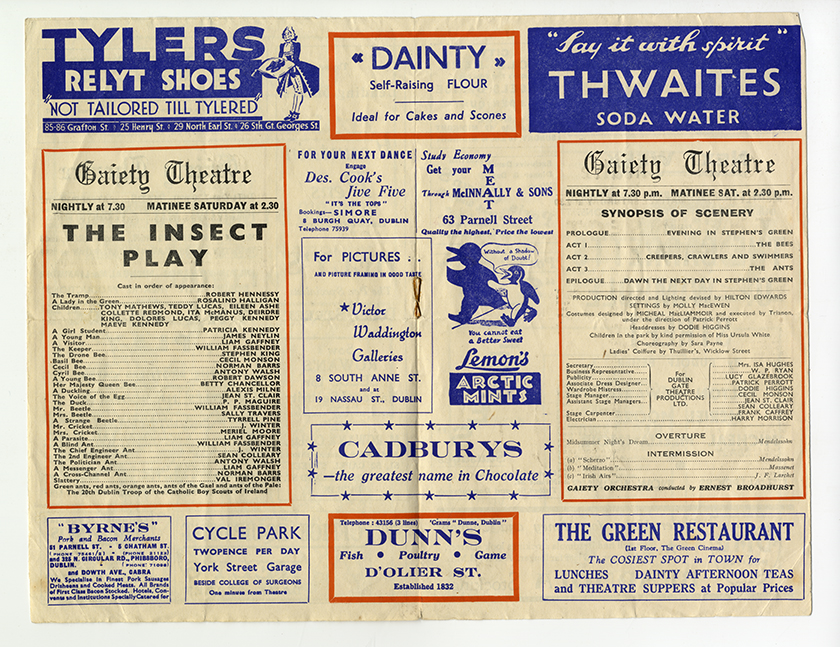 TYLERS
RELYT SHOES
"NOT TAILORED TILL TYLERED"
85-86 Grafton St. : 25 Henry St. : 29 North Earl St. : 26 Sth. Gt. Georges St.
« DAINTY »
Self-Raising FLOUR
Ideal for Cakes and Scones
"Say it with spirit"
THWAITES
SODA WATER
Gaiety Theatre
NIGHTLY at 7.30 MATINEE SATURDAY at 2.30
THE INSECT
PLAY
Cast in order of appearance:
The Tramp ROBERT HENNESSY
A Lady in the Green ROSALIND HALLIGAN
Children TONY MATHEWS, TEDDY LUCAS, EILEEN ASHE
COLLETTE REDMOND, ITA McMANUS, DEIRDRE
KING, DOLORES LUCAS, PEGGY KENNEDY
MAEVE KENNEDY
A Girl Student PATRICIA KENNEDY
A Young Man JAMES NEYLIN
A Visitor LIAM GAFFNEY
The Keeper WILLIAM FASSBENDER
The Drone Bee STEPHEN KING
Basil Bee CECIL MONSON
Cecil Bee NORMAN BARRS
Cyril Bee ANTONY WALSH
A Young Bee ROBERT DAWSON
Her Majesty Queen Bee BETTY CHANCELLOR
A Duckling ALEXIS MILNE
The Voice of the Egg JEAN ST. CLAIR
The Duck P. P. MAGUIRE
Mr. Beetle WILLIAM FASSBENDER
Mrs. Beetle SALLY TRAVERS
A Strange Beetle TYRRELL PINE
Mr. Cricket J. WINTER
Mrs. Cricket MERIEL MOORE
A Parasite LIAM GAFFNEY
A Blind Ant WILLIAM FASSBENDER
The Chief Engineer Ant J. WINTER
The 2nd Engineer Ant SEAN COLLEARY
The Politician Ant ANTONY WALSH
A Messenger Ant LIAM GAFFNEY
A Cross-Channel Ant NORMAN BARRS
Slattery VAL IREMONGER
Green ants, red ants, orange ants, ants of the Gael and ants of the Pale:
The 20th Dublin Troop of the Catholic Boy Scouts of Ireland
FOR YOUR NEXT DANCE
Engage
Des. Cook's
Jive Five
"IT'S THE TOPS"
Bookings— SIMORE
8 BURGH QUAY, DUBLIN
Telephone 75939
Study Economy
Get your MEAT
Through McINNALLY & SONS
63 Parnell Street
Quality the highest, Price the lowest
For PICTURES . .
AND PICTURE FRAMING IN GOOD TASTE
★ Victor
Waddington
Galleries
8 SOUTH ANNE ST.
and at
19 NASSAU ST., DUBLIN
Without a Shadow
of Doubt!
You cannot eat
a Better Sweet
Lemon's
ARCTIC
MINTS
CADBURYS
—the greatest name in Chocolate
Gaiety Theatre
NIGHTLY at 7.30 p.m. MATINEE SAT. at 2.30 p.m.
SYNOPSIS OF SCENERY
PROLOGUE EVENING IN STEPHEN'S GREEN
ACT 1 THE BEES
ACT 2 CREEPERS, CRAWLERS AND SWIMMERS
ACT 3 THE ANTS
EPILOGUE DAWN THE NEXT DAY IN STEPHEN'S GREEN
PRODUCTION directed and Lighting devised by HILTON EDWARDS
SETTINGS by MOLLY MacEWEN
Costumes designed by MICHEAL MacLIAMMOIR and executed by Trison,
under the direction of Patrick Perrott
Headdresses by DODIE HIGGINS
Children in the park by kind permission of Miss Ursula White
Choreography by Sara Payne
Ladies' Coiffure by Thuillier's, Wicklow Street
Secretary Mrs. ISA HUGHES
Business Representative W. P. RYAN
Publicity LUCY GLAZEBROOK
Associate Dress Designer PATRICK PERROTT
Wardrobe Mistress DODIE HIGGINS
Stage Manager CECIL MONSON
Assistant Stage Managers JEAN ST. CLAIR
SEAN COLLEARY
Stage Carpenter FRANK CAFFREY
Electrician HARRY MORRISON
For
DUBLIN
GATE
THEATRE
PRODUCTIONS
LTD.
OVERTURE
Midsummer Night's Dream Mendelssohn
INTERMISSION
(a) "Scherzo" Mendelssohn
(b) "Meditation" Massenet
(c) "Irish Airs" J. F. Larchet
GAIETY ORCHESTRA conducted by ERNEST BROADHURST
"BYRNE'S"
Pork and Bacon Merchants
51 PARNELL ST. - 5 CHATHAM ST.
and 325 N. CIRCULAR RD., PHIBSBORO,
DUBLIN.
and DOWTH AVE., CABRA
We Specialise in Finest Pork Sausages
Drisheens and Cooked Meats. All Brands
of First Class Bacon Stocked. Hotels, Con-
vents and Institutions Specially Catered for
CYCLE PARK
TWOPENCE PER DAY
York Street Garage
BESIDE COLLEGE OF SURGEONS
One minute from Theatre
Telephone : 43156 (3 lines) 'Grams "Dunne, Dublin"
DUNN'S
Fish • Poultry • Game
D'OLIER ST.
Established 1832
THE GREEN RESTAURANT
(1st Floor, The Green Cinema)
The COSIEST SPOT in TOWN for
LUNCHES DAINTY AFTERNOON TEAS
and THEATRE SUPPERS at Popular Prices